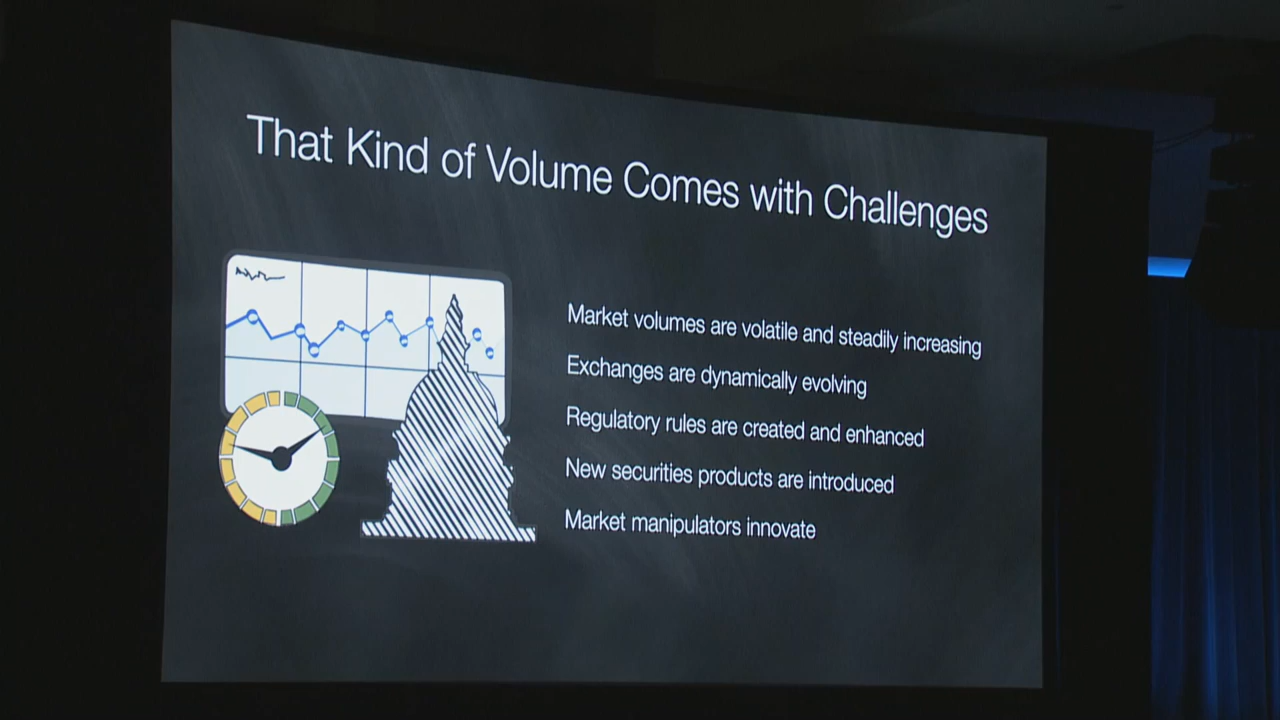 That Kind of Volume Comes with Challenges
Market volumes are volatile and steadily increasing
Exchanges are dynamically evolving
Regulatory rules are created and enhanced
New securities products are introduced
Market manipulators innovate